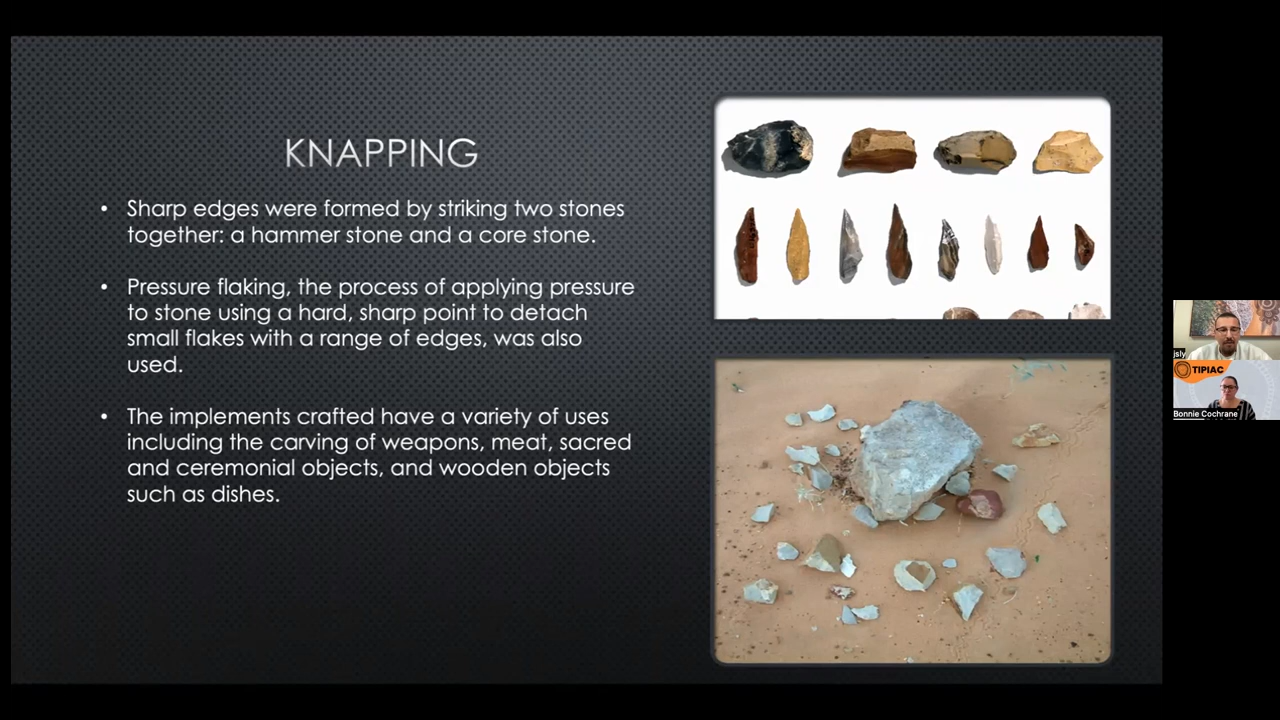 KNAPPING
• Sharp edges were formed by striking two stones
together: a hammer stone and a core stone.
• Pressure flaking, the process of applying pressure
to stone using a hard, sharp point to detach
small flakes with a range of edges, was also
used.
• The implements crafted have a variety of uses
including the carving of weapons, meat, sacred
and ceremonial objects, and wooden objects
such as dishes.
jsly
TIPIAC
Bonnie Cochrane